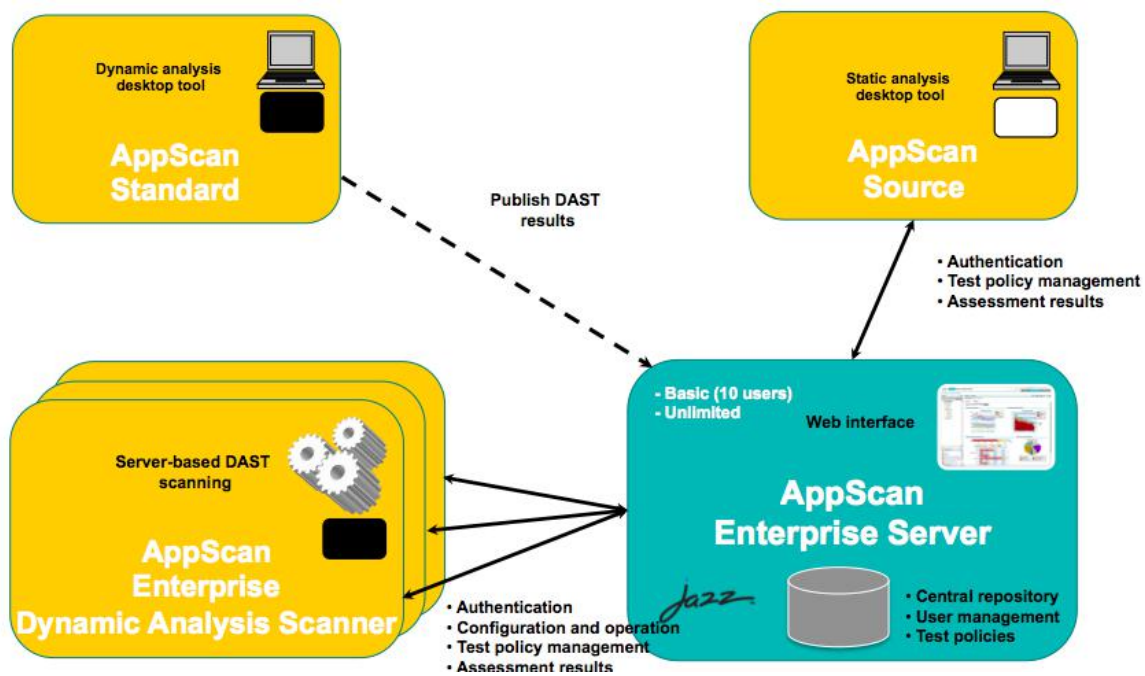 Dynamic analysis
desktop tool
AppScan
Standard
Static analysis
desktop tool
AppScan
Source
Publish DAST
results
• Authentication
• Test policy management
• Assessment results
Server-based DAST
scanning
AppScan
Enterprise
Dynamic Analysis Scanner
• Authentication
• Configuration and operation
• Test policy management
• Assessment results
- Basic (10 users)
- Unlimited
Web interface
AppScan
Enterprise Server
jazz
• Central repository
• User management
• Test policies